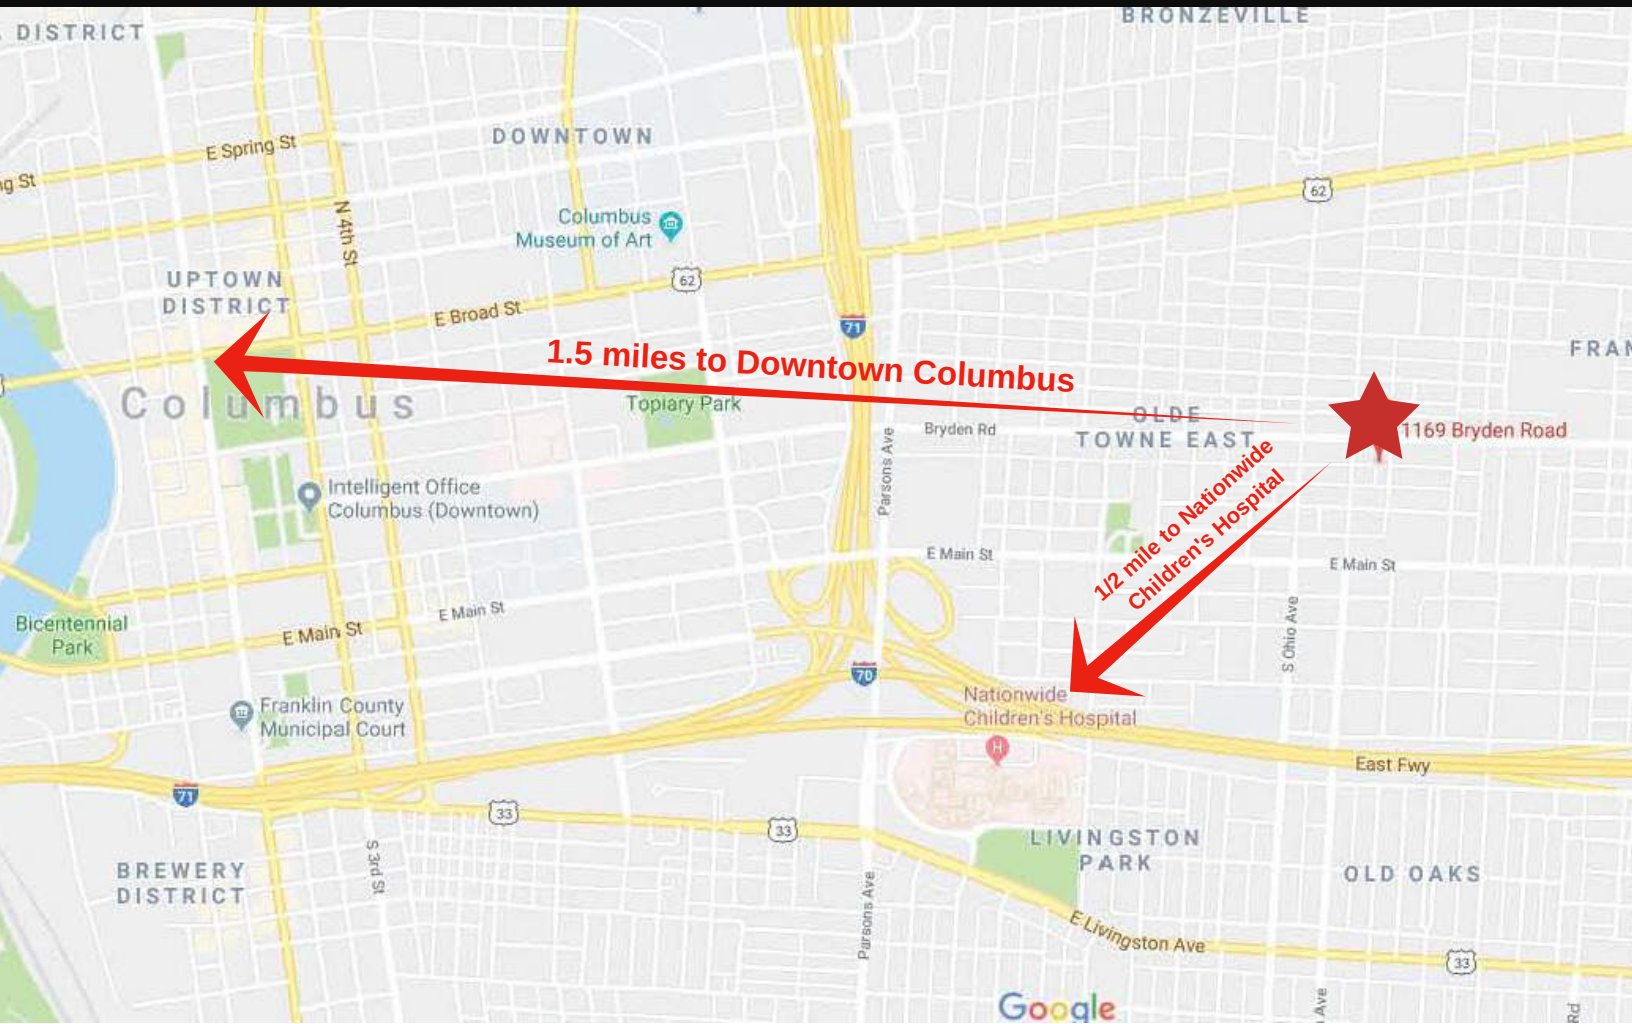 DISTRICT
BRONZEVILLE
E Spring St
ng St
DOWNTOWN
62
N 4th St
Columbus
Museum of Art
UPTOWN
DISTRICT
62
E Broad St
71
1.5 miles to Downtown Columbus
FRAN
Columbus
Topiary Park
Bryden Rd
OLDE
TOWNE EAST
1169 Bryden Road
Parsons Ave
Intelligent Office
Columbus (Downtown)
1/2 mile to Nationwide
Children's Hospital
E Main St
E Main St
E Main St
E Main St
Bicentennial
Park
S Ohio Ave
70
Nationwide
Children's Hospital
H
Franklin County
Municipal Court
East Fwy
71
33
33
LIVINGSTON
PARK
S 3rd St
BREWERY
DISTRICT
OLD OAKS
Parsons Ave
E Livingston Ave
33
Google
Ave
Rd